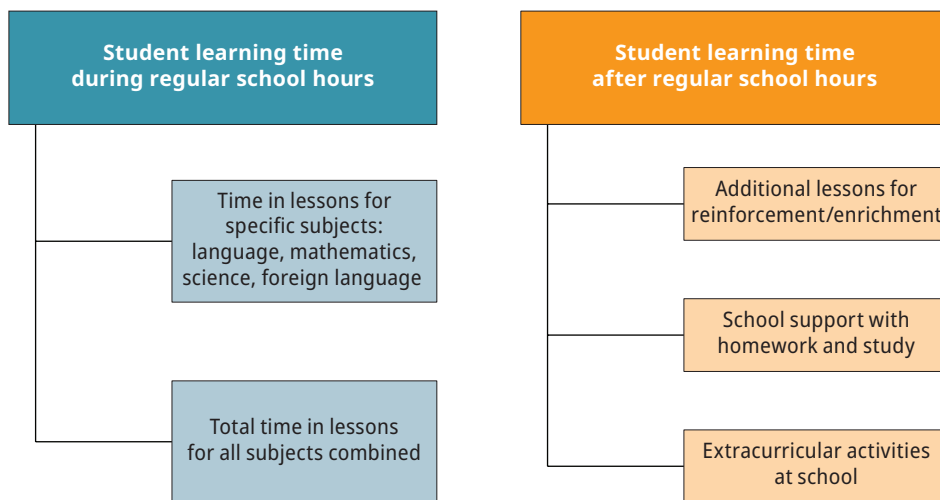 Student learning time
during regular school hours
Time in lessons for
specific subjects:
language, mathematics,
science, foreign language
Total time in lessons
for all subjects combined
Student learning time
after regular school hours
Additional lessons for
reinforcement/enrichment
School support with
homework and study
Extracurricular activities
at school